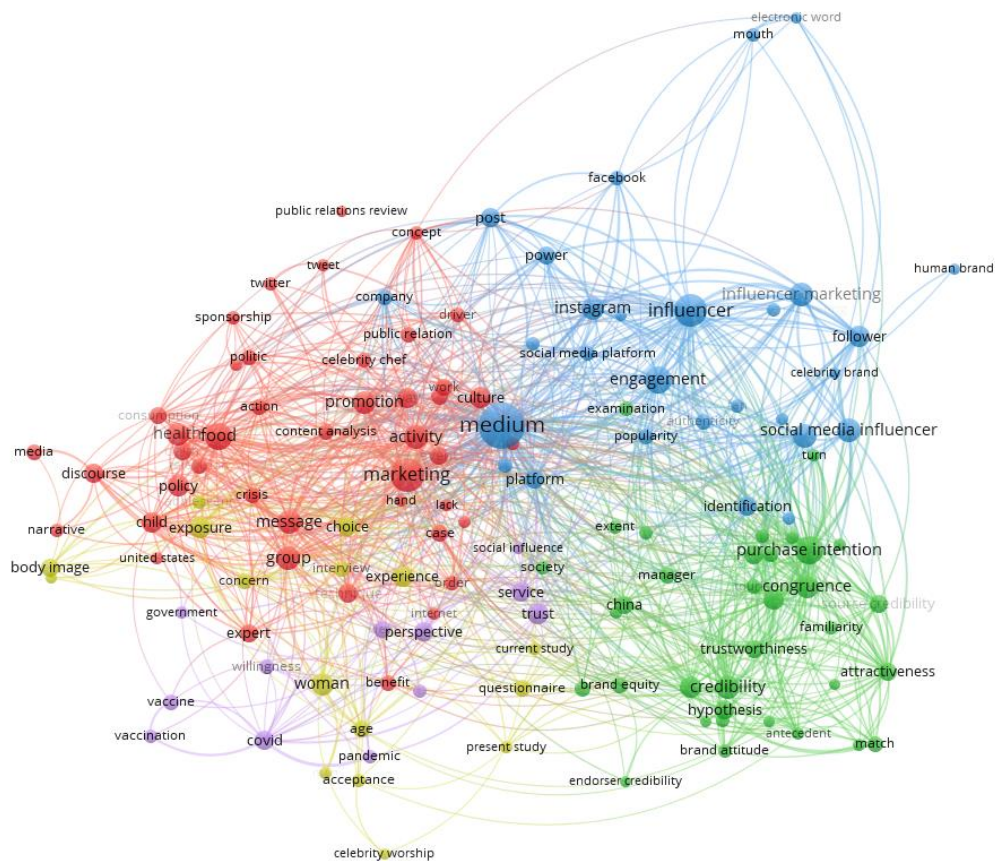 electronic word
mouth
facebook
public relations review
post
concept
power
tweet
human brand
twitter
company
instagram
influencer
influencer marketing
sponsorship
driver
public relation
follower
politic
celebrity chef
social media platform
celebrity brand
work
engagement
consumption
action
promotion
culture
examination
authenticity
health
food
content analysis
activity
medium
popularity
social media influencer
media
turn
discourse
policy
marketing
platform
crisis
hand
lack
identification
narrative
child
exposure
message
choice
case
extent
united states
group
social influence
purchase intention
body image
concern
interview
experience
society
manager
technique
order
service
congruence
government
internet
trust
china
source credibility
expert
perspective
familiarity
willingness
current study
trustworthiness
woman
benefit
questionnaire
brand equity
credibility
attractiveness
vaccine
hypothesis
vaccination
covid
age
antecedent
pandemic
present study
brand attitude
match
acceptance
endorser credibility
celebrity worship